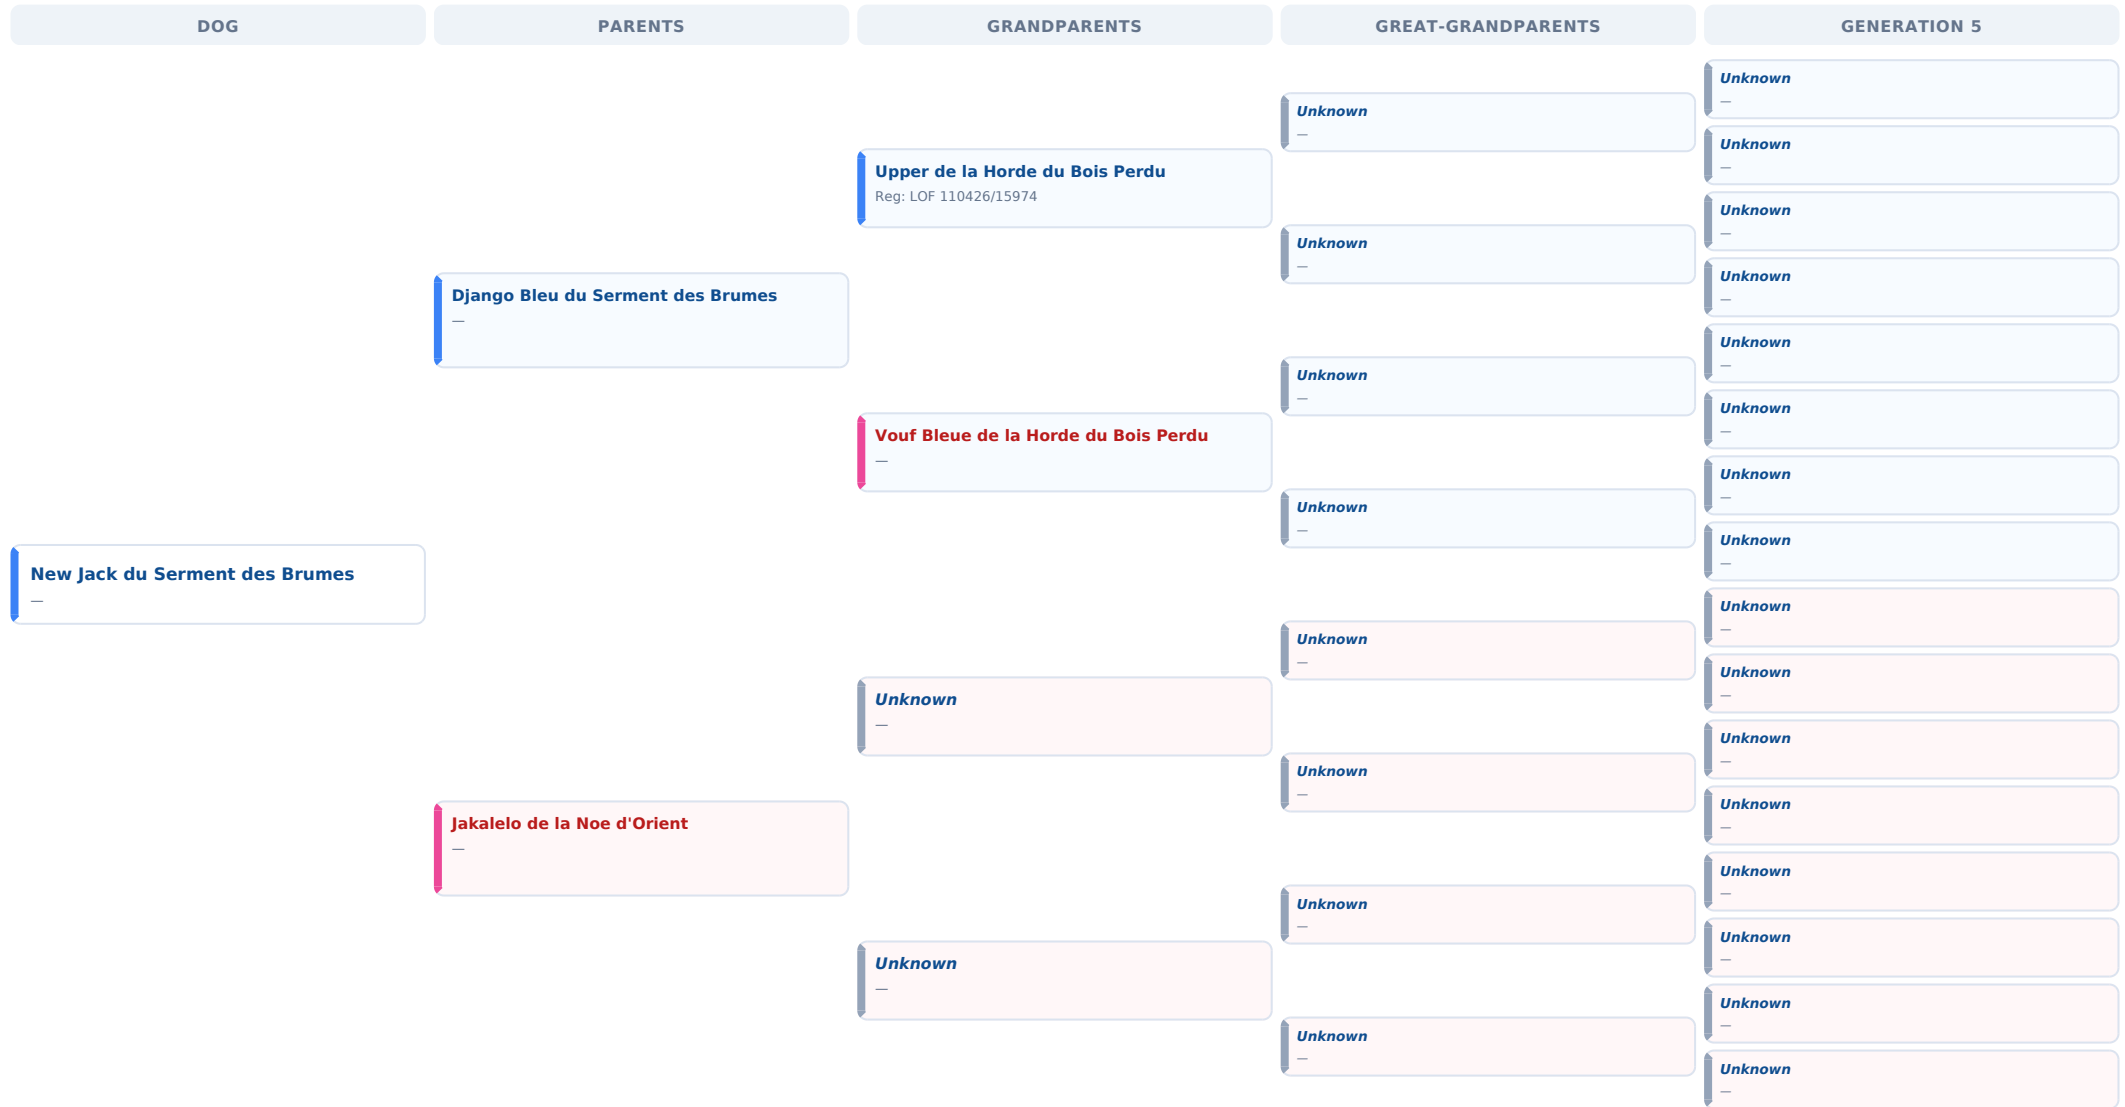 DOG
PARENTS
GRANDPARENTS
GREAT-GRANDPARENTS
GENERATION 5
New Jack du Serment des Brumes
—
Django Bleu du Serment des Brumes
—
Jakalelo de la Noe d'Orient
—
Upper de la Horde du Bois Perdu
Reg: LOF 110426/15974
Vouf Bleue de la Horde du Bois Perdu
—
Unknown
—
Unknown
—
Unknown
—
Unknown
—
Unknown
—
Unknown
—
Unknown
—
Unknown
—
Unknown
—
Unknown
—
Unknown
—
Unknown
—
Unknown
—
Unknown
—
Unknown
—
Unknown
—
Unknown
—
Unknown
—
Unknown
—
Unknown
—
Unknown
—
Unknown
—
Unknown
—
Unknown
—
Unknown
—
Unknown
—